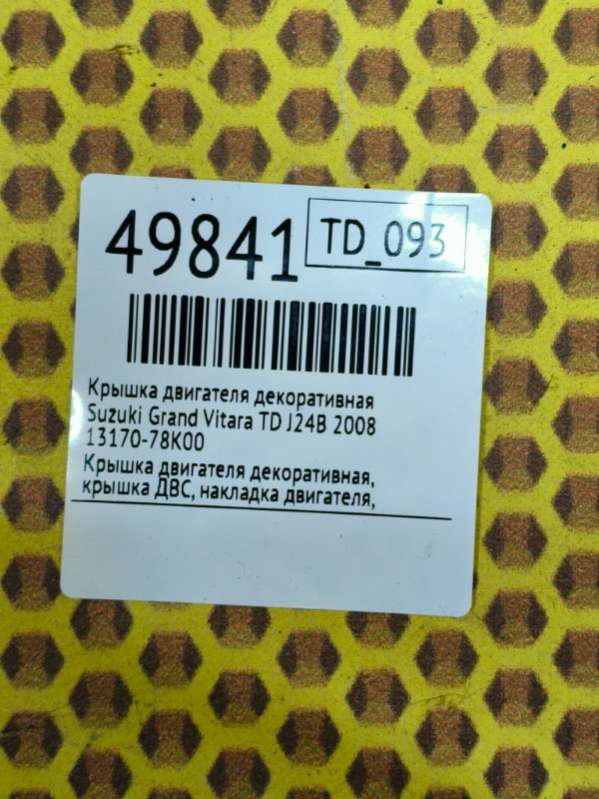 49841
TD_093
Крышка двигателя декоративная
Suzuki Grand Vitara TD J24B 2008
13170-78K00
Крышка двигателя декоративная,
крышка ДВС, накладка двигателя,